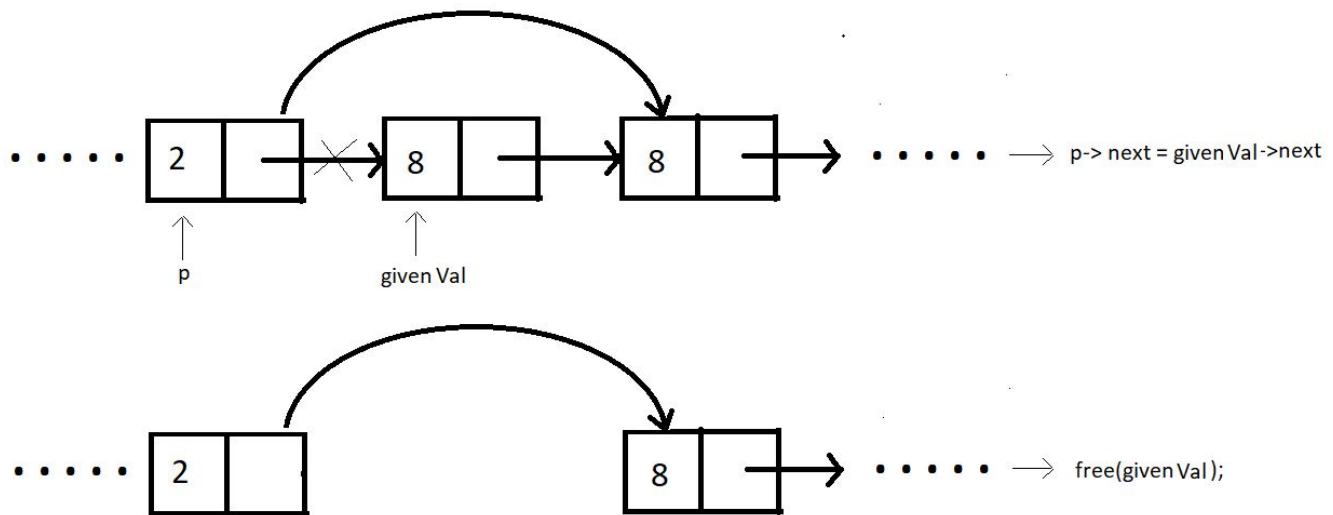 2 8 8 p-> next = given Val->next
p given Val
2 8 free(given Val);